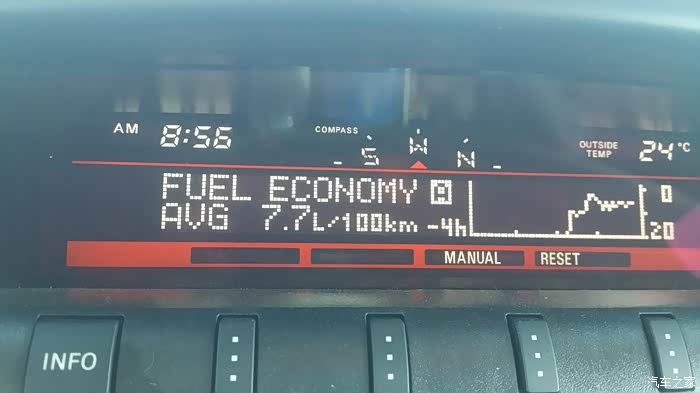 AM 8:56 COMPASS S W N OUTSIDE TEMP 24°C
FUEL ECONOMY A 0
AVG 7.7L/100km -4h 20
MANUAL RESET
INFO
汽车之家